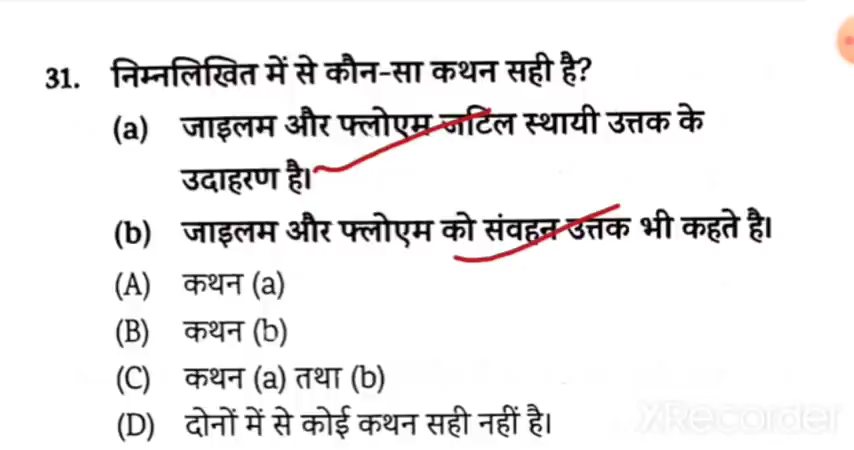 31. निम्नलिखित में से कौन-सा कथन सही है?
(a) जाइलम और फ्लोएम जटिल स्थायी उत्तक के
उदाहरण है।
(b) जाइलम और फ्लोएम को संवहन उत्तक भी कहते है।
(A) कथन (a)
(B) कथन (b)
(C) कथन (a) तथा (b)
(D) दोनों में से कोई कथन सही नहीं है।
XRecorder